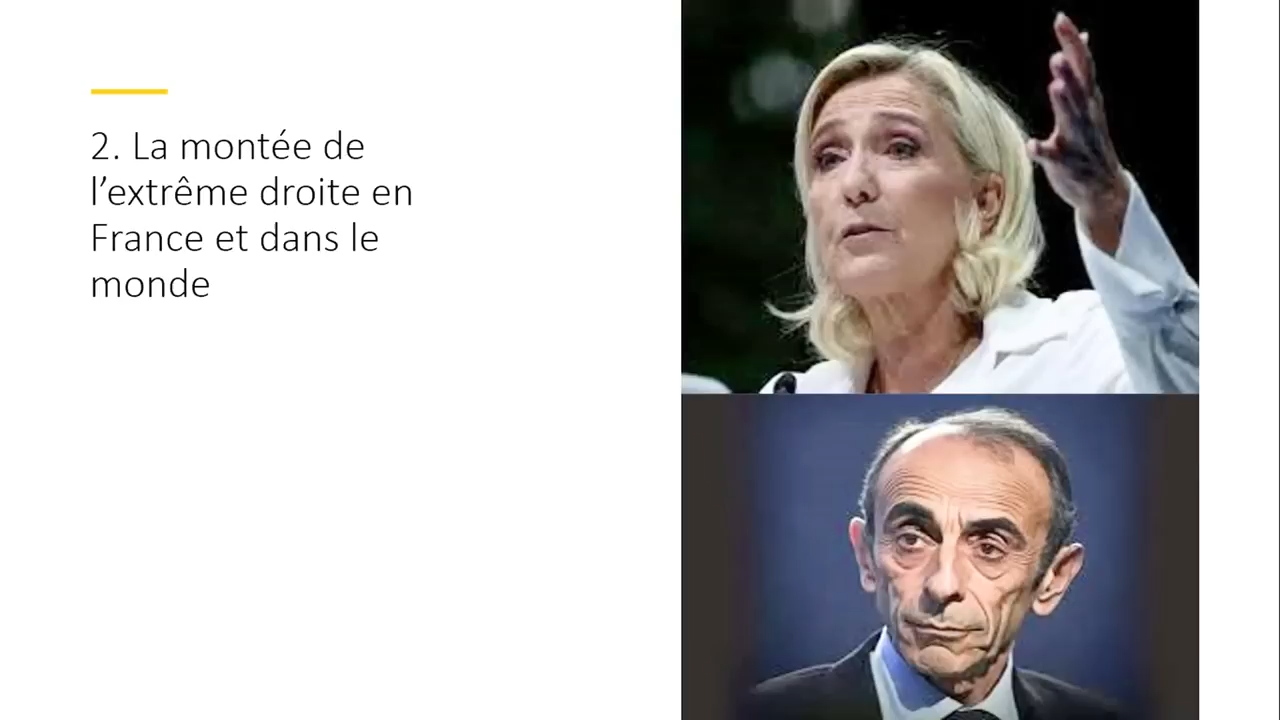 2. La montée de
l’extrême droite en
France et dans le
monde